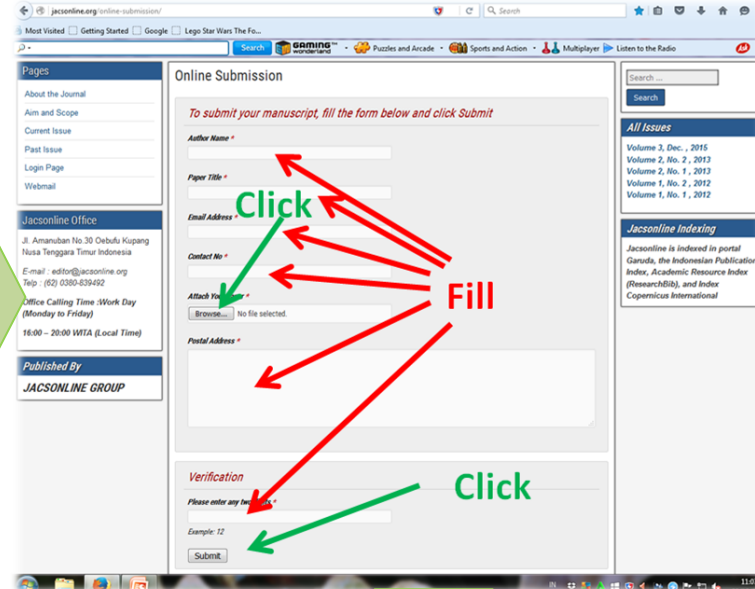 jacsonline.org/online-submission/
Search
Most Visited
Getting Started
Google
Lego Star Wars The Fo...
Search
GAMING wonderland
Puzzles and Arcade
Sports and Action
Multiplayer
Listen to the Radio
Pages
About the Journal
Aim and Scope
Current Issue
Past Issue
Login Page
Webmail
Jacsonline Office
Jl. Amanuban No.30 Oebufu Kupang
Nusa Tenggara Timur Indonesia
E-mail : editor@jacsonline.org
Telp : (62) 0380-839492
Office Calling Time :Work Day
(Monday to Friday)
16:00 – 20:00 WITA (Local Time)
Published By
JACSONLINE GROUP
Online Submission
To submit your manuscript, fill the form below and click Submit
Author Name *
Paper Title *
Click
Email Address *
Contact No *
Attach
Fill
Browse... No file selected.
Postal Address *
Verification
Click
Please enter any two *
Example: 12
Submit
Search ...
Search
All Issues
Volume 3, Dec. , 2015
Volume 2, No. 2 , 2013
Volume 2, No. 1 , 2013
Volume 1, No. 2 , 2012
Volume 1, No. 1 , 2012
Jacsonline Indexing
Jacsonline is indexed in portal
Garuda, the Indonesian Publication
Index, Academic Resource Index
(ResearchBib), and Index
Copernicus International
IN